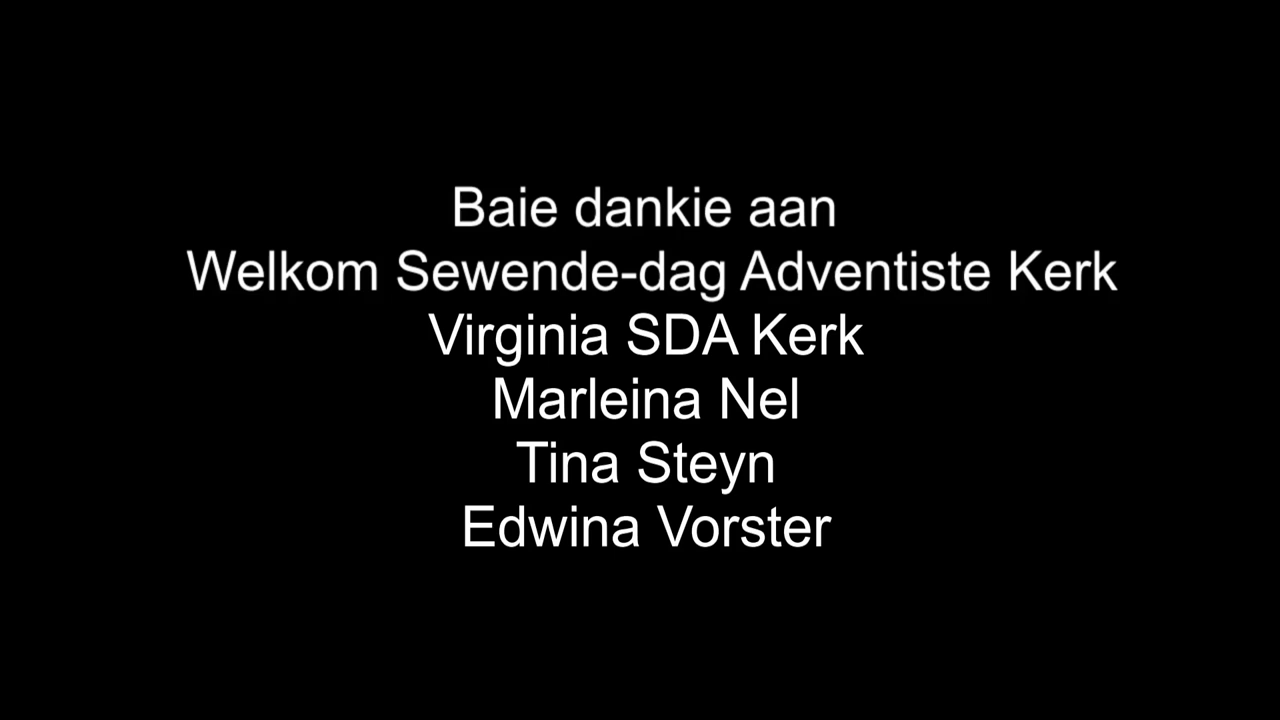 Baie dankie aan
Welkom Sewende-dag Adventiste Kerk
Virginia SDA Kerk
Marleina Nel
Tina Steyn
Edwina Vorster